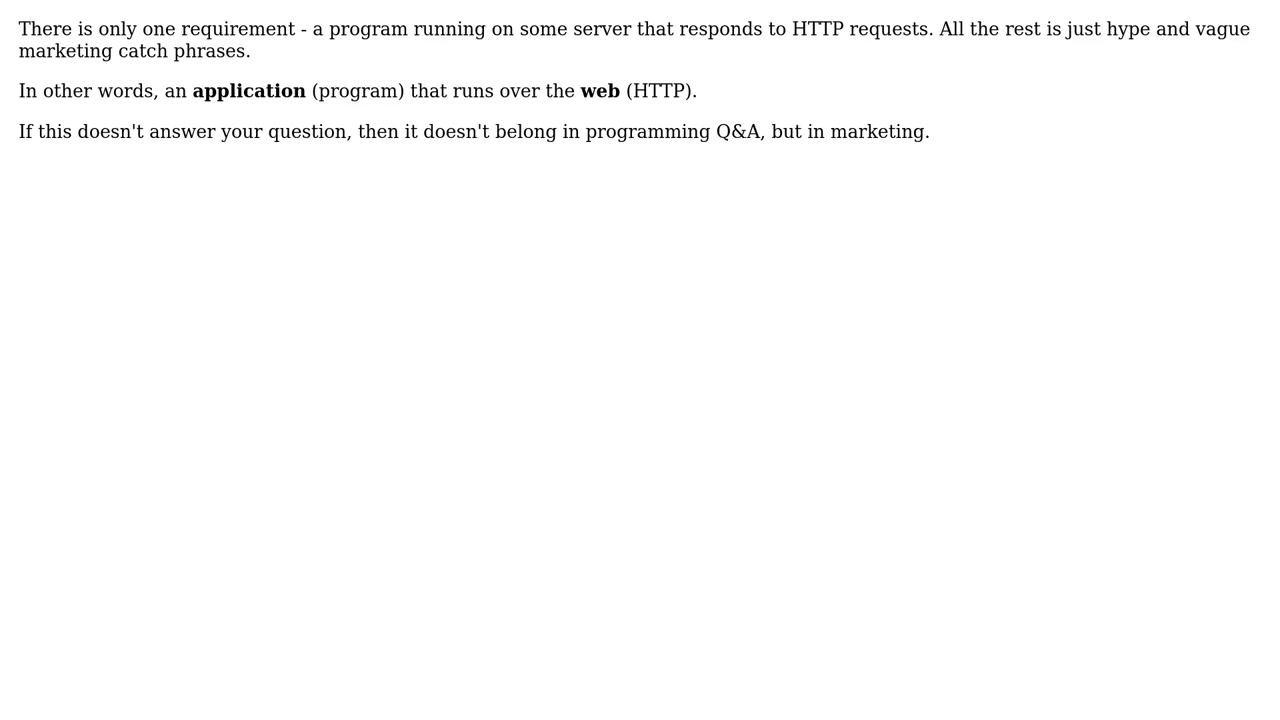 There is only one requirement - a program running on some server that responds to HTTP requests. All the rest is just hype and vague
marketing catch phrases.
In other words, an application (program) that runs over the web (HTTP).
If this doesn't answer your question, then it doesn't belong in programming Q&A, but in marketing.